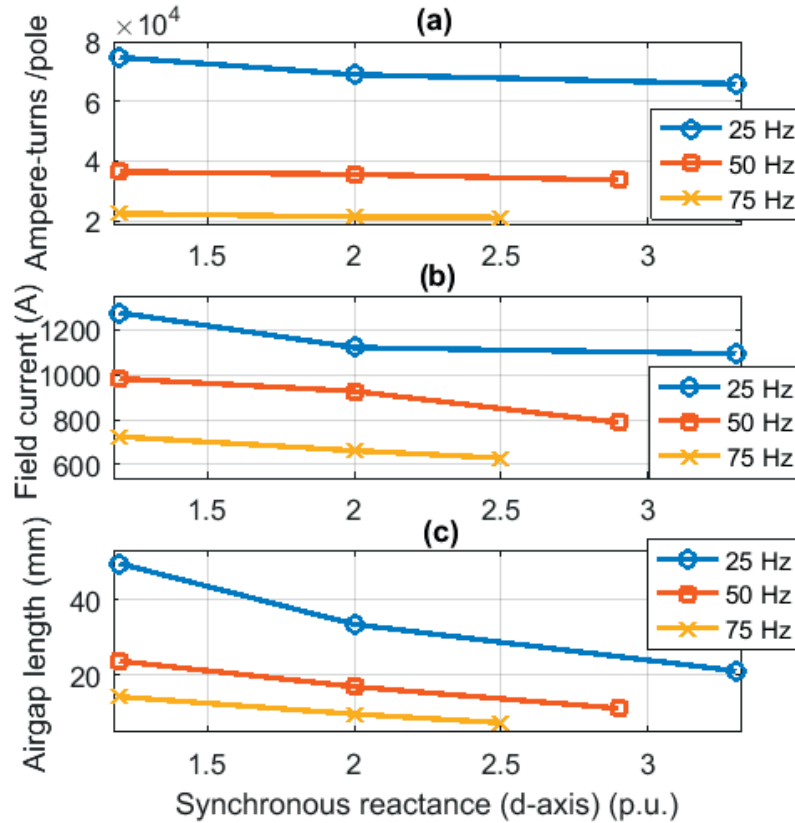 (a)
×10⁴
Ampere-turns /pole
8
6
4
2
1.5 2 2.5 3
25 Hz
50 Hz
75 Hz
(b)
Field current (A)
1200
1000
800
600
1.5 2 2.5 3
25 Hz
50 Hz
75 Hz
(c)
Airgap length (mm)
40
20
1.5 2 2.5 3
25 Hz
50 Hz
75 Hz
Synchronous reactance (d-axis) (p.u.)